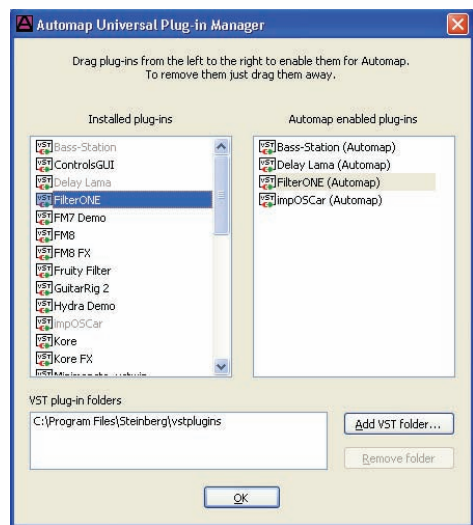 Automap Universal Plug-in Manager
Drag plug-ins from the left to the right to enable them for Automap.
To remove them just drag them away.
Installed plug-ins
Bass-Station
ControlsGUI
Delay Lama
FilterONE
FM7 Demo
FM8
FM8 FX
Fruity Filter
GuitarRig 2
Hydra Demo
impOSCar
Kore
Kore FX
Automap enabled plug-ins
Bass-Station (Automap)
Delay Lama (Automap)
FilterONE (Automap)
impOSCar (Automap)
VST plug-in folders
C:\Program Files\Steinberg\vstplugins
Add VST folder...
Remove folder
OK